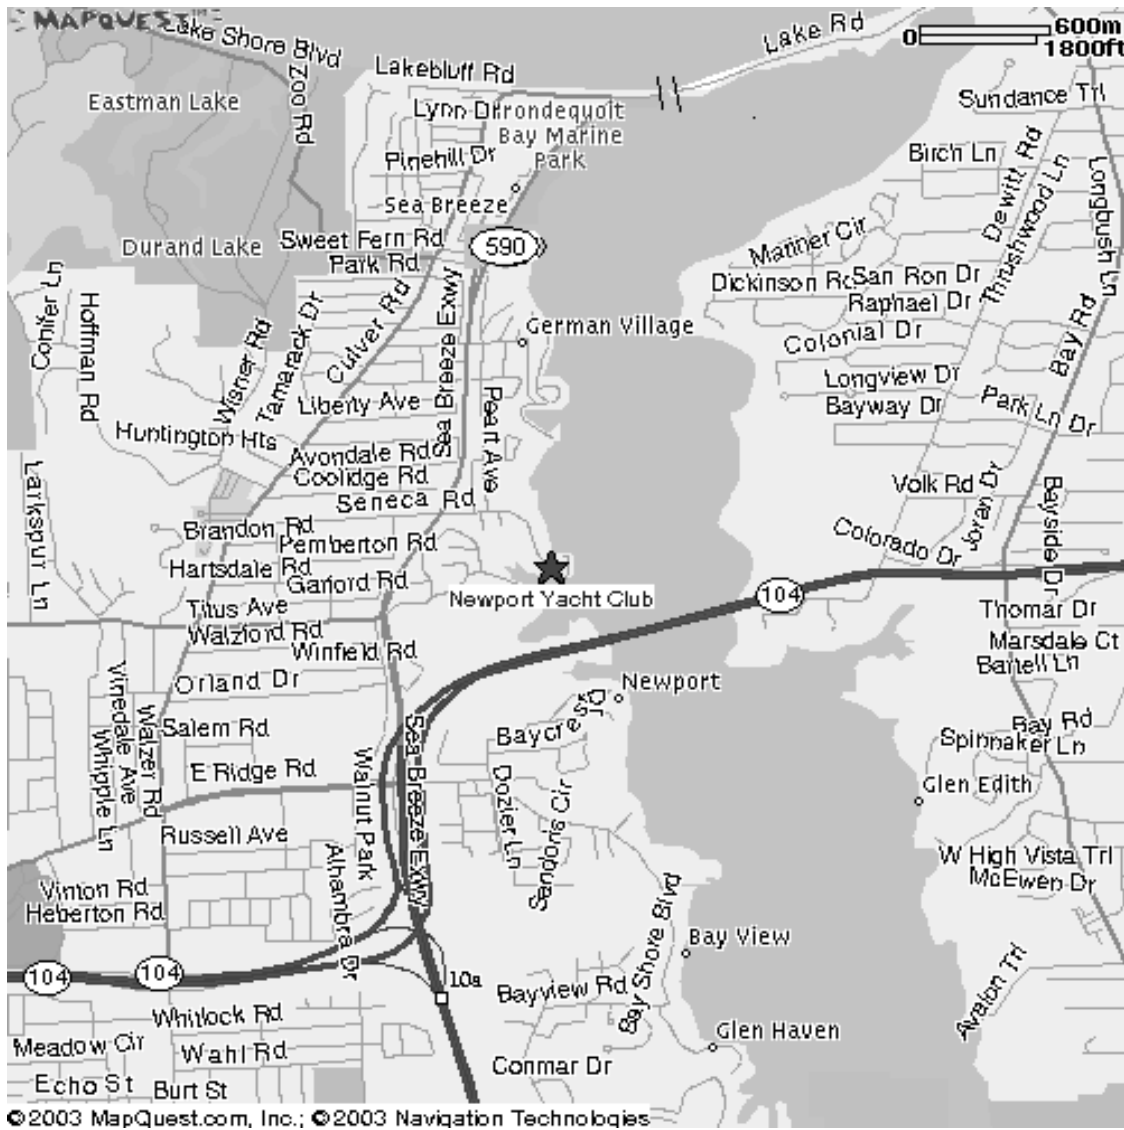 MAPQUEST
Lake Shore Blvd
Zoo Rd
Lake Rd
0
600m
1800ft
Lakebluff Rd
Eastman Lake
Lynn Dr
Irondequoit
Bay Marine
Park
Sundance Trl
Pinehill Dr
Birch Ln
Dewitt Rd
Thrushwood Ln
Longbush Ln
Sea Breeze
Durand Lake
Sweet Fern Rd
590
Park Rd
Mariner Cir
Dickinson Rd
San Ron Dr
Raphael Dr
Conifer Ln
Hoffman Rd
Wisner Rd
Tamarack Dr
Culver Rd
Sea Breeze Exwy
German Village
Colonial Dr
Bay Rd
Longview Dr
Bayway Dr
Park Ln Dr
Liberty Ave
Peart Ave
Huntington Hts
Avondale Rd
Coolidge Rd
Seneca Rd
Larkspur Ln
Volk Rd
Joran Dr
Bayside Dr
Brandon Rd
Pemberton Rd
Colorado Dr
Hartsdale Rd
Garford Rd
Newport Yacht Club
104
Titus Ave
Thomar Dr
Walzford Rd
Winfield Rd
Marsdale Ct
Bartell Ln
Orland Dr
Newport
Vinedale Ave
Whipple Ln
Walzer Rd
Salem Rd
Baycrest Dr
Bay Rd
Spinnaker Ln
E Ridge Rd
Walnut Park
Sea Breeze Exwy
Dozier Ln
Sandoris Cir
Glen Edith
Russell Ave
Alhambra Dr
W High Vista Trl
McEwen Dr
Vinton Rd
Heberton Rd
Bay Shore Blvd
Bay View
104
104
10a
Bayview Rd
Avalon Trl
Whitlock Rd
Glen Haven
Meadow Cir
Wahl Rd
Conmar Dr
Echo St
Burt St
©2003 MapQuest.com, Inc.; ©2003 Navigation Technologies